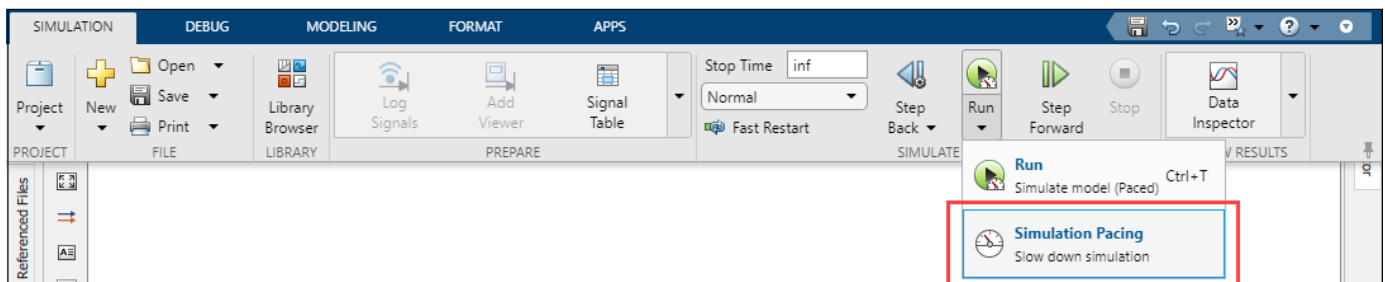 SIMULATION DEBUG MODELING FORMAT APPS
Project
New
Open
Save
Print
Library
Browser
Log
Signals
Add
Viewer
Signal
Table
Stop Time inf
Normal
Fast Restart
Step
Back
Run
Step
Forward
Stop
Data
Inspector
PROJECT FILE LIBRARY PREPARE SIMULATE W RESULTS
Run
Simulate model (Paced)
Ctrl+T
Simulation Pacing
Slow down simulation
Referenced Files
or